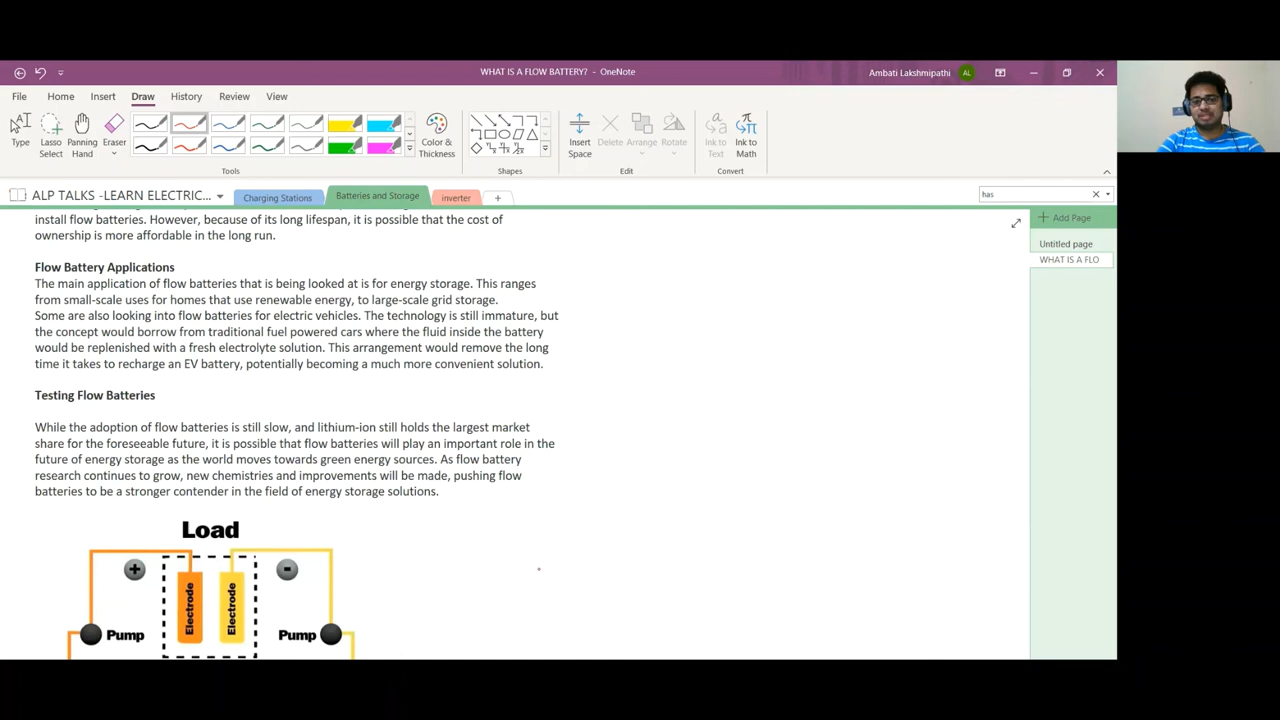 WHAT IS A FLOW BATTERY? - OneNote
Ambati Lakshmipathi
AL
File
Home
Insert
Draw
History
Review
View
Type
Lasso
Select
Panning
Hand
Eraser
Color &
Thickness
Insert
Space
Delete
Arrange
Rotate
Ink to
Text
Ink to
Math
Tools
Shapes
Edit
Convert
ALP TALKS -LEARN ELECTRIC...
Charging Stations
Batteries and Storage
inverter
has
Add Page
Untitled page
WHAT IS A FLO
install flow batteries. However, because of its long lifespan, it is possible that the cost of
ownership is more affordable in the long run.
Flow Battery Applications
The main application of flow batteries that is being looked at is for energy storage. This ranges
from small-scale uses for homes that use renewable energy, to large-scale grid storage.
Some are also looking into flow batteries for electric vehicles. The technology is still immature, but
the concept would borrow from traditional fuel powered cars where the fluid inside the battery
would be replenished with a fresh electrolyte solution. This arrangement would remove the long
time it takes to recharge an EV battery, potentially becoming a much more convenient solution.
Testing Flow Batteries
While the adoption of flow batteries is still slow, and lithium-ion still holds the largest market
share for the foreseeable future, it is possible that flow batteries will play an important role in the
future of energy storage as the world moves towards green energy sources. As flow battery
research continues to grow, new chemistries and improvements will be made, pushing flow
batteries to be a stronger contender in the field of energy storage solutions.
Load
+
-
Electrode
Electrode
Pump
Pump